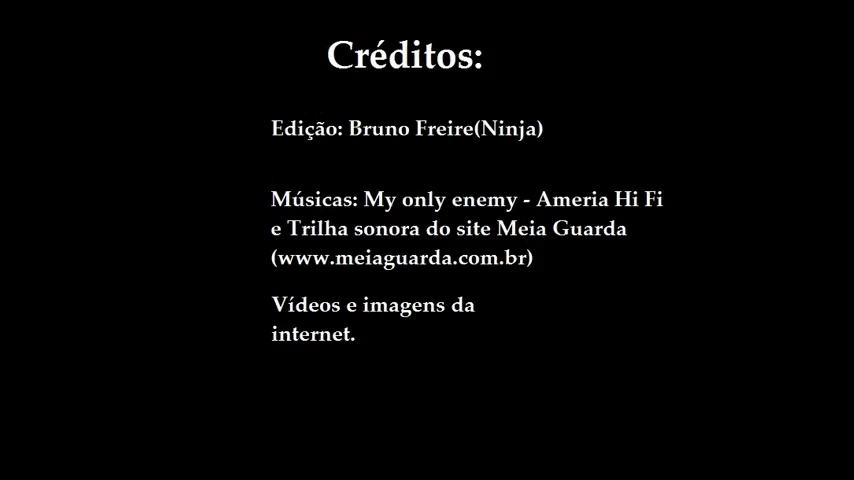 Créditos:
Edição: Bruno Freire(Ninja)
Músicas: My only enemy - Ameria Hi Fi
e Trilha sonora do site Meia Guarda
(www.meiaguarda.com.br)
Vídeos e imagens da
internet.